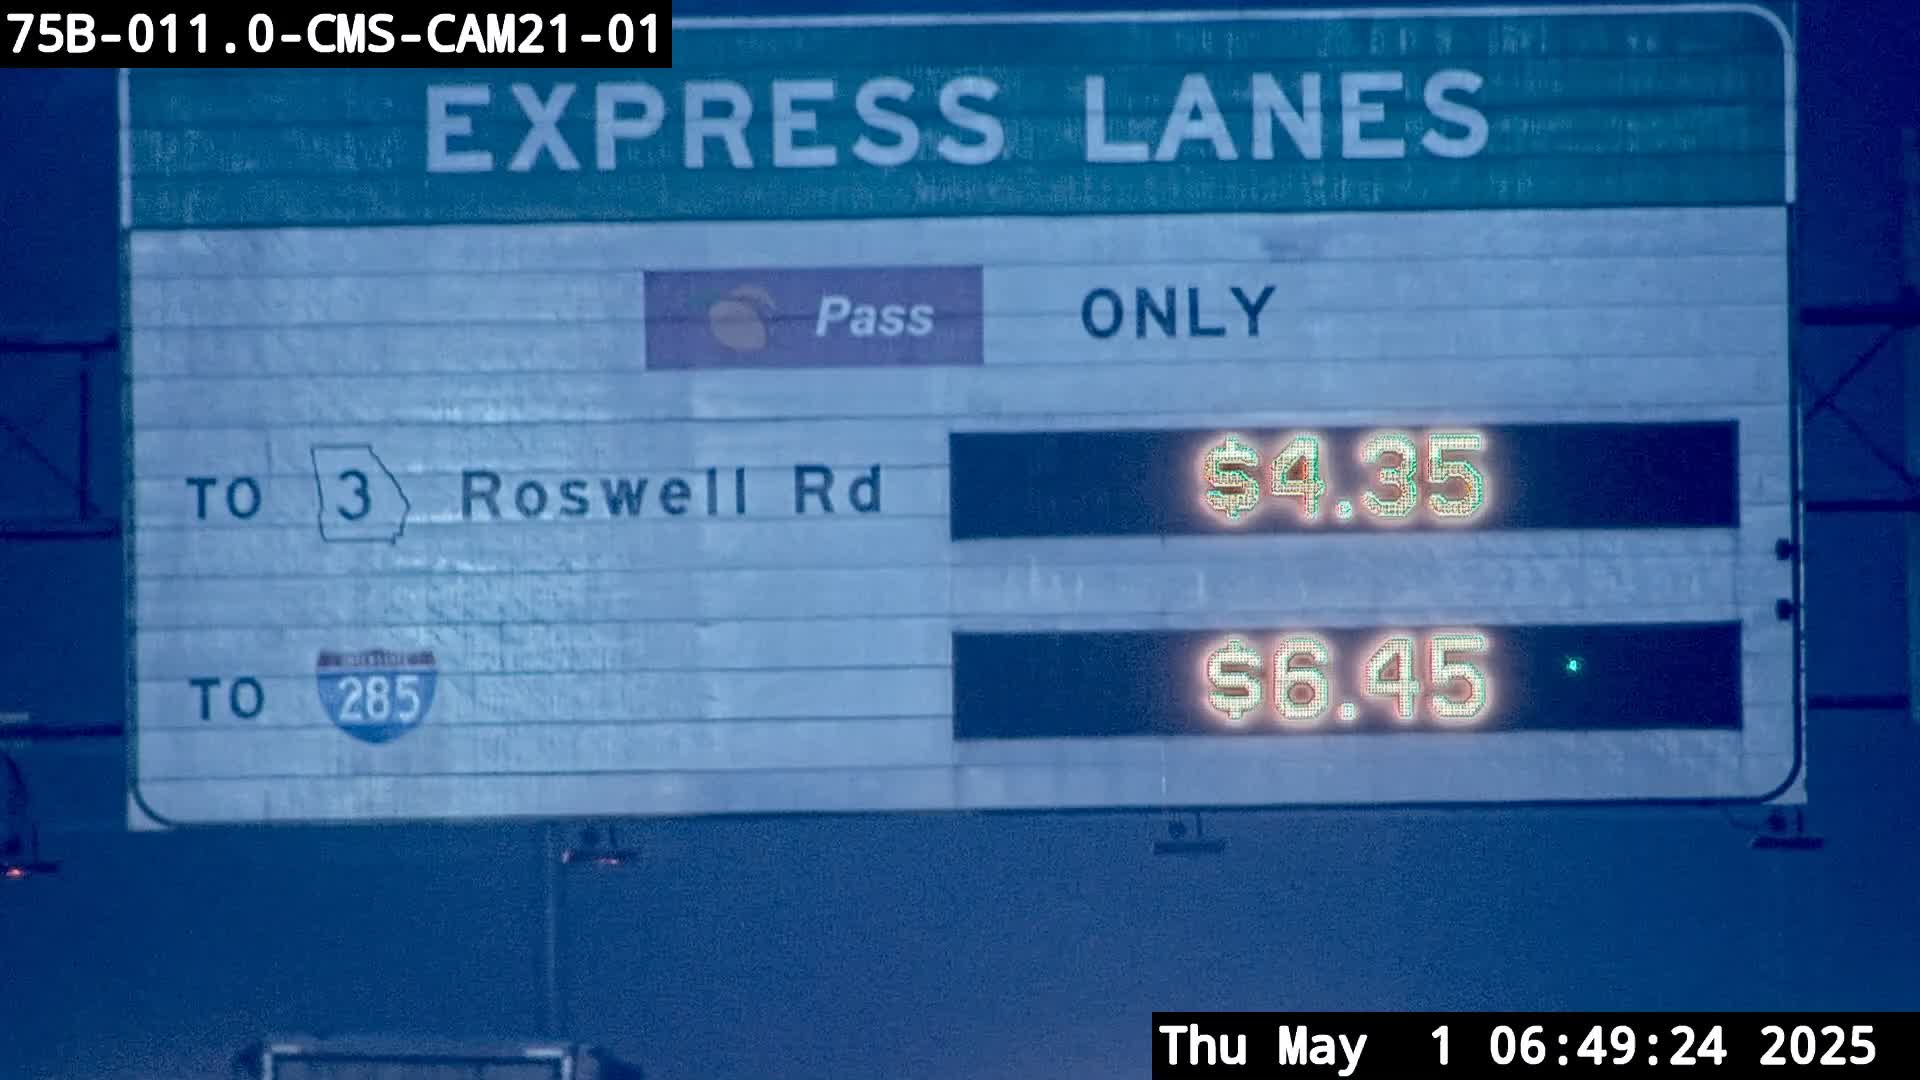 75B-011.0-CMS-CAM21-01
EXPRESS LANES
Pass ONLY
TO 3 Roswell Rd $4.35
TO 285 $6.45
Thu May 1 06:49:24 2025